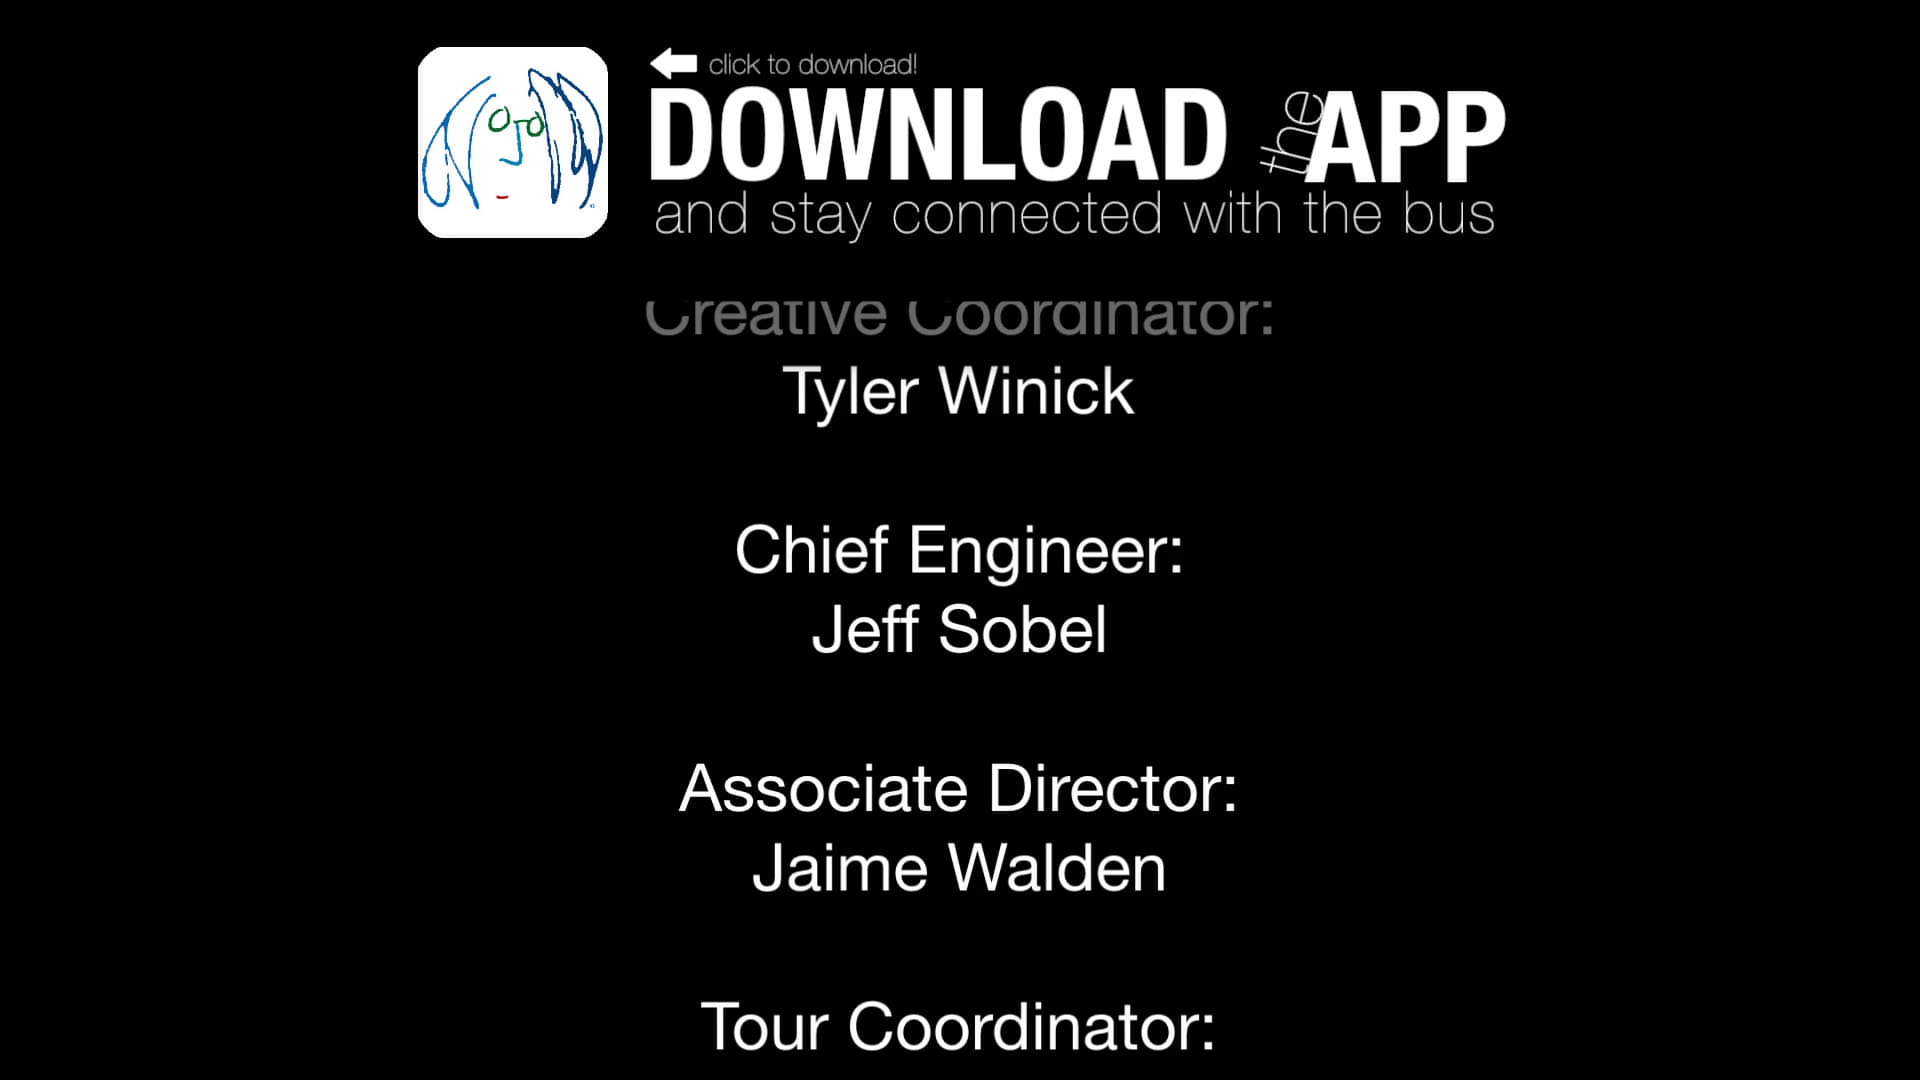 click to download!
DOWNLOAD the APP
and stay connected with the bus
Creative Coordinator:
Tyler Winick
Chief Engineer:
Jeff Sobel
Associate Director:
Jaime Walden
Tour Coordinator: